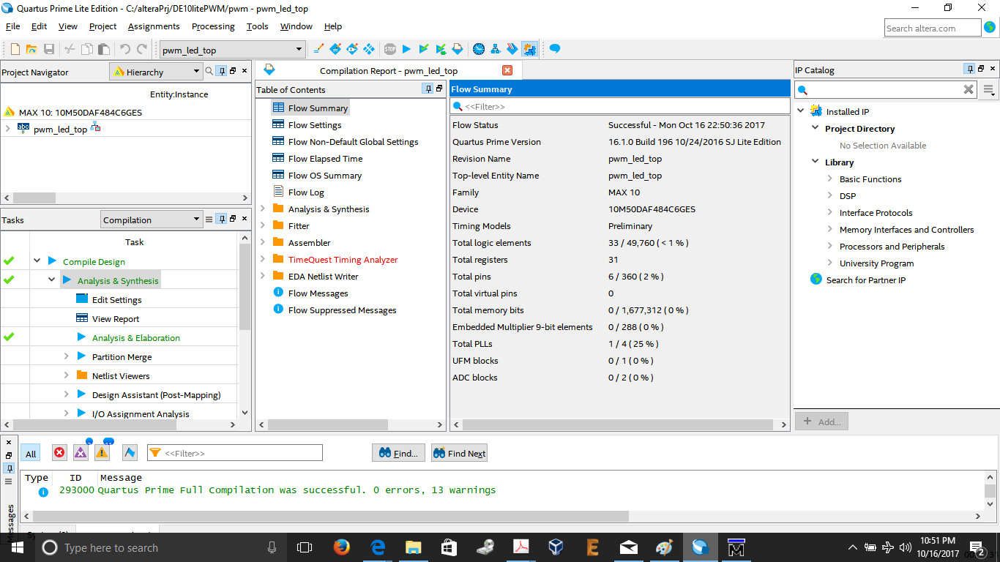 Quartus Prime Lite Edition - C:/alteraPrj/DE10litePWM/pwm - pwm_led_top
File Edit View Project Assignments Processing Tools Window Help
Search altera.com
pwm_led_top
Project Navigator
Hierarchy
Entity:Instance
MAX 10: 10M50DAF484C6GES
abc pwm_led_top
Tasks
Compilation
Task
Compile Design
Analysis & Synthesis
Edit Settings
View Report
Analysis & Elaboration
Partition Merge
Netlist Viewers
Design Assistant (Post-Mapping)
I/O Assignment Analysis
Compilation Report - pwm_led_top
Table of Contents
Flow Summary
Flow Settings
Flow Non-Default Global Settings
Flow Elapsed Time
Flow OS Summary
Flow Log
Analysis & Synthesis
Fitter
Assembler
TimeQuest Timing Analyzer
EDA Netlist Writer
Flow Messages
Flow Suppressed Messages
Flow Summary
<<Filter>>
Flow Status Successful - Mon Oct 16 22:50:36 2017
Quartus Prime Version 16.1.0 Build 196 10/24/2016 SJ Lite Edition
Revision Name pwm_led_top
Top-level Entity Name pwm_led_top
Family MAX 10
Device 10M50DAF484C6GES
Timing Models Preliminary
Total logic elements 33 / 49,760 ( < 1 % )
Total registers 31
Total pins 6 / 360 ( 2 % )
Total virtual pins 0
Total memory bits 0 / 1,677,312 ( 0 % )
Embedded Multiplier 9-bit elements 0 / 288 ( 0 % )
Total PLLs 1 / 4 ( 25 % )
UFM blocks 0 / 1 ( 0 % )
ADC blocks 0 / 2 ( 0 % )
IP Catalog
Installed IP
Project Directory
No Selection Available
Library
Basic Functions
DSP
Interface Protocols
Memory Interfaces and Controllers
Processors and Peripherals
University Program
Search for Partner IP
+ Add...
All
<<Filter>>
Find...
Find Next
Type ID Message
293000 Quartus Prime Full Compilation was successful. 0 errors, 13 warnings
Messages
Type here to search
10:51 PM
10/16/2017
2